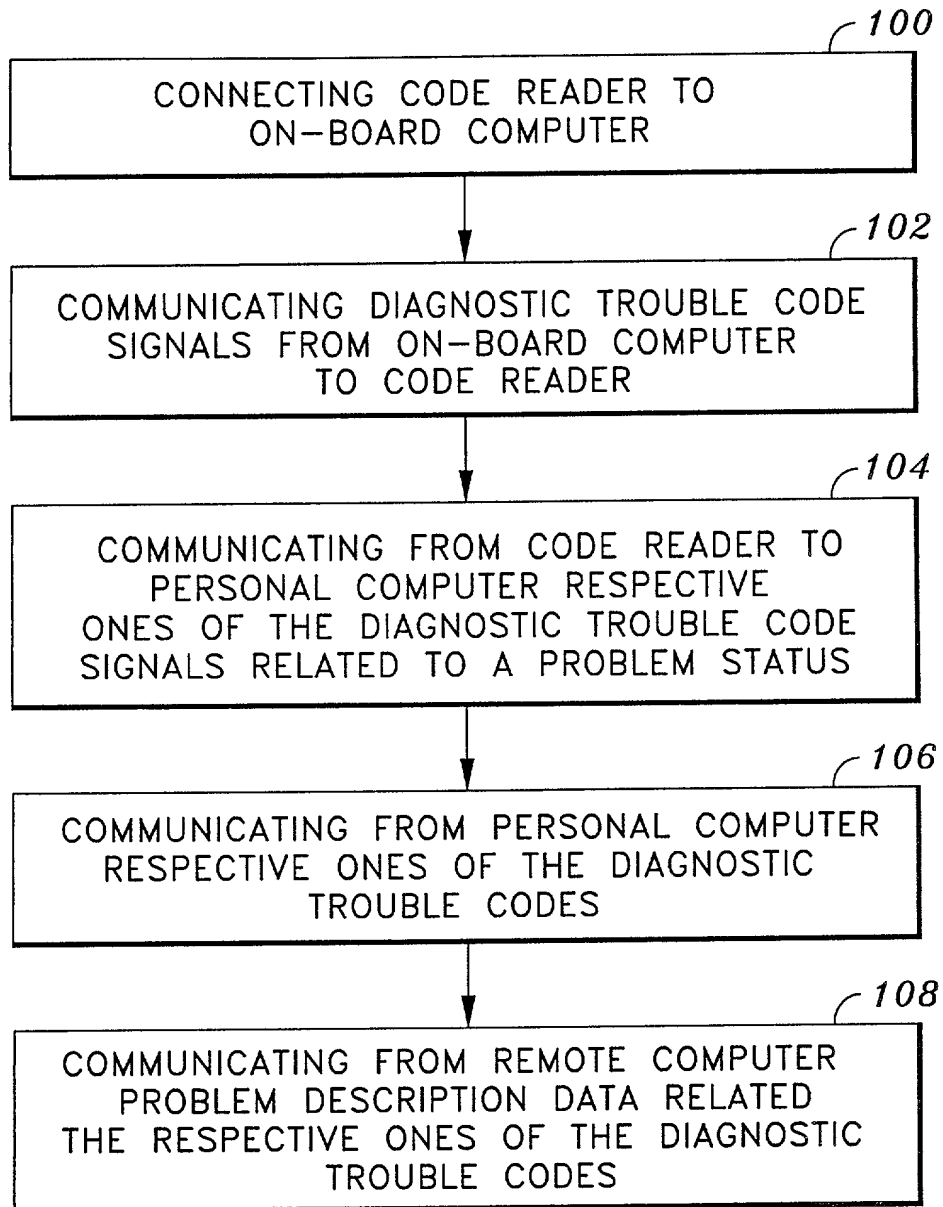 100
CONNECTING CODE READER TO
ON-BOARD COMPUTER
102
COMMUNICATING DIAGNOSTIC TROUBLE CODE
SIGNALS FROM ON-BOARD COMPUTER
TO CODE READER
104
COMMUNICATING FROM CODE READER TO
PERSONAL COMPUTER RESPECTIVE
ONES OF THE DIAGNOSTIC TROUBLE CODE
SIGNALS RELATED TO A PROBLEM STATUS
106
COMMUNICATING FROM PERSONAL COMPUTER
RESPECTIVE ONES OF THE DIAGNOSTIC
TROUBLE CODES
108
COMMUNICATING FROM REMOTE COMPUTER
PROBLEM DESCRIPTION DATA RELATED
THE RESPECTIVE ONES OF THE DIAGNOSTIC
TROUBLE CODES